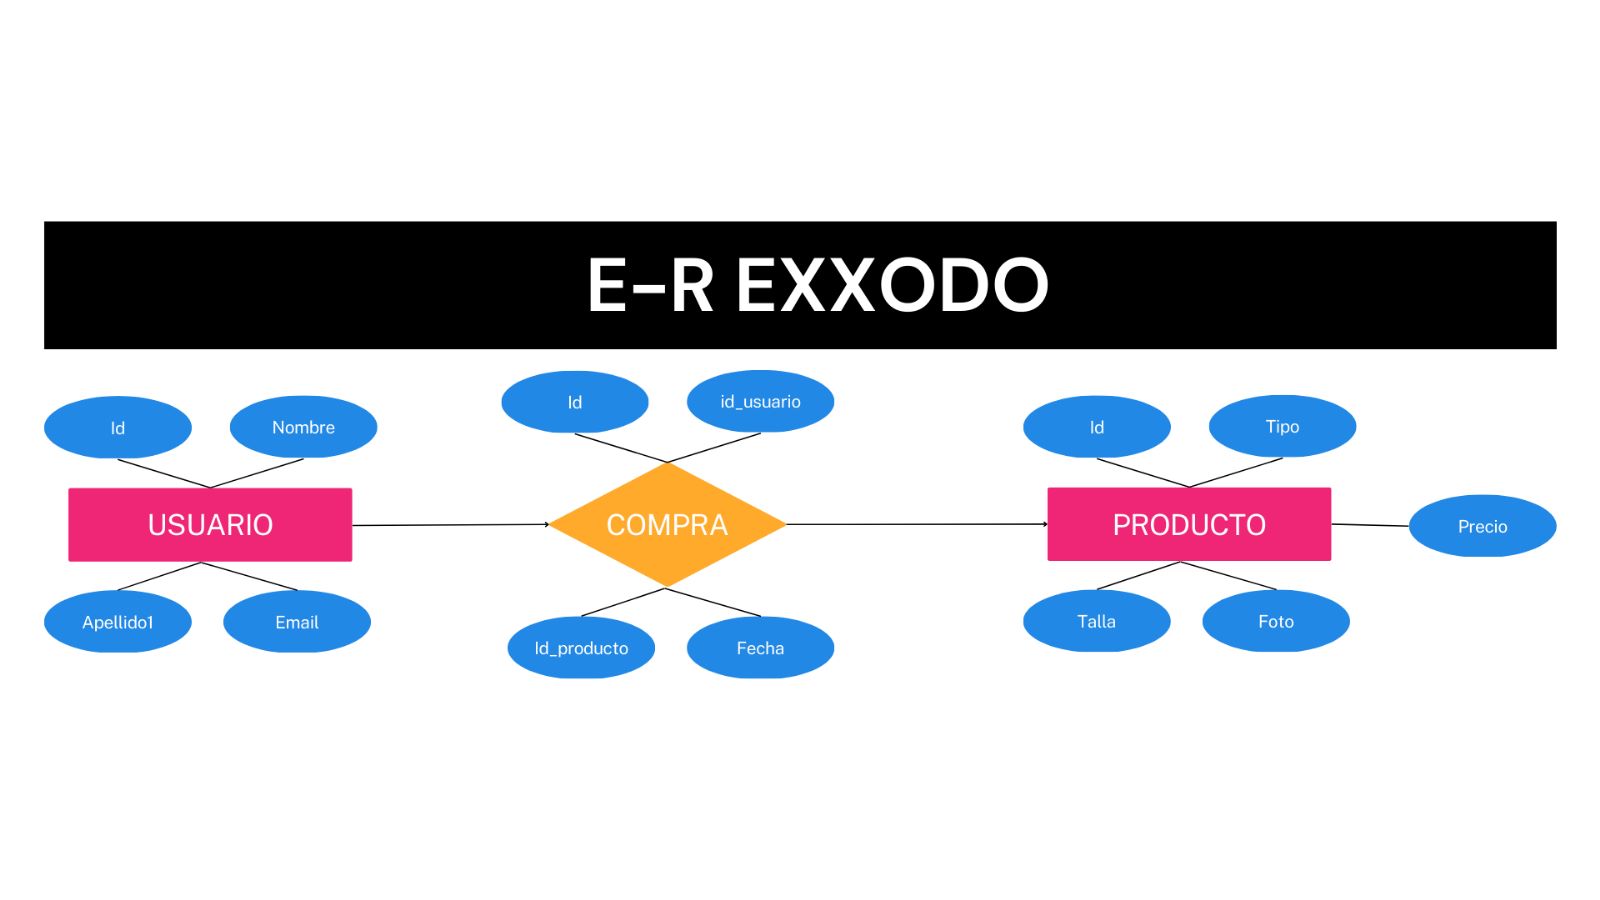 E–R EXXODO
Id
Nombre
Id
id_usuario
Id
Tipo
USUARIO
COMPRA
PRODUCTO
Precio
Apellido1
Email
Id_producto
Fecha
Talla
Foto